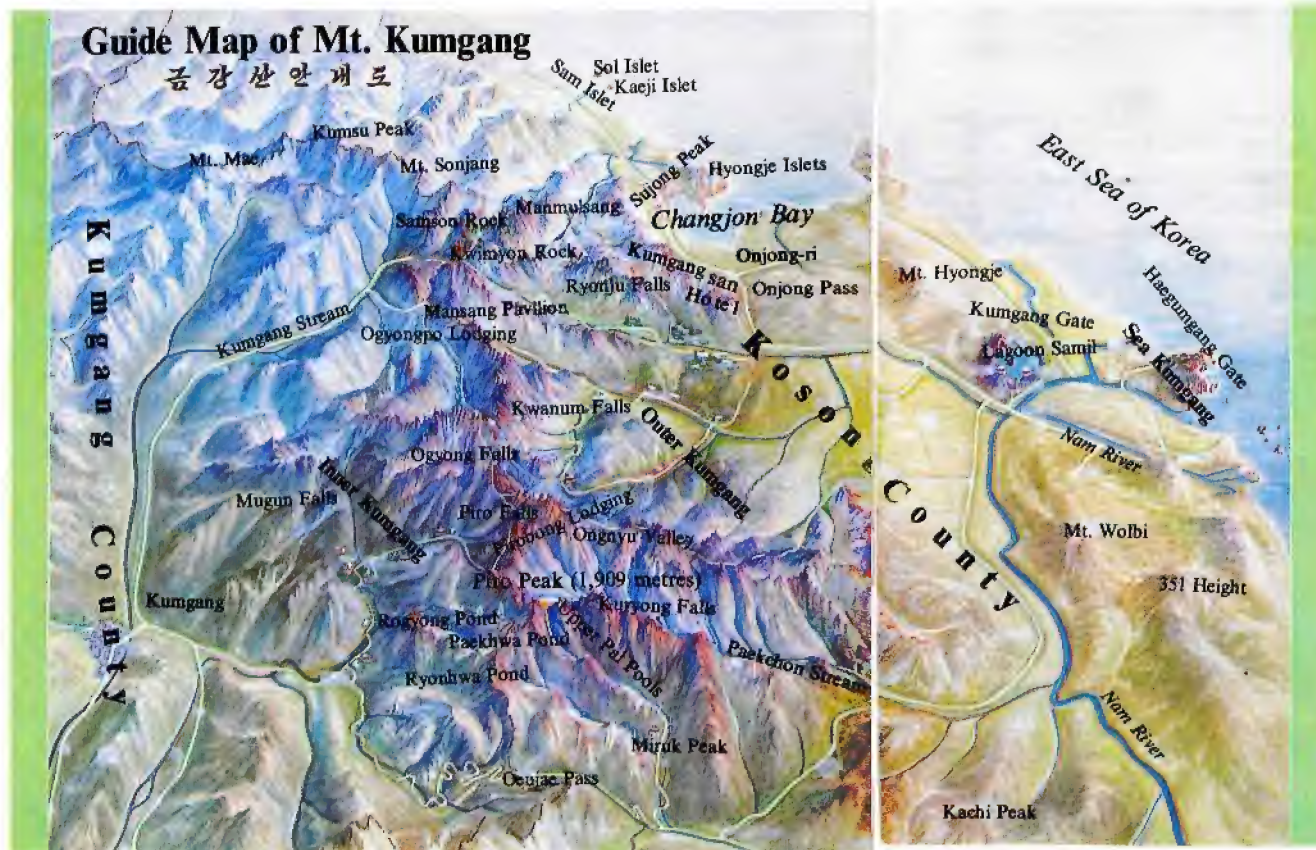 Guide Map of Mt. Kumgang
금강산안내도
Sol Islet
Sam Islet
Kaeji Islet
Kumsu Peak
Mt. Mae
Mt. Sonjang
Sujong Peak
Hyongje Islets
East Sea of Korea
Samson Rock
Manmulsang
Changjon Bay
Kumgang County
Kwimyon Rock
Kumgang san
Hotel
Onjong-ri
Ryonju Falls
Onjong Pass
Mt. Hyongje
Haegumgang Gate
Kumgang Stream
Mansang Pavilion
Ogyongpo Lodging
Kumgang Gate
Lagoon Samil
Sea Kumgang
Kosong County
Kwanum Falls
Outer Kumgang
Nam River
Ogyong Falls
Inner Kumgang
Mugun Falls
Piro Falls
Lodging
Ongnyu Valley
Mt. Wolbi
Piro Peak (1,909 metres)
351 Height
Kumgang
Kuryong Falls
Rogyong Pond
Paekhwa Pond
Upper Pal Pools
Paekchon Stream
Ryonhwa Pond
Nam River
Miruk Peak
Oeujae Pass
Kachi Peak